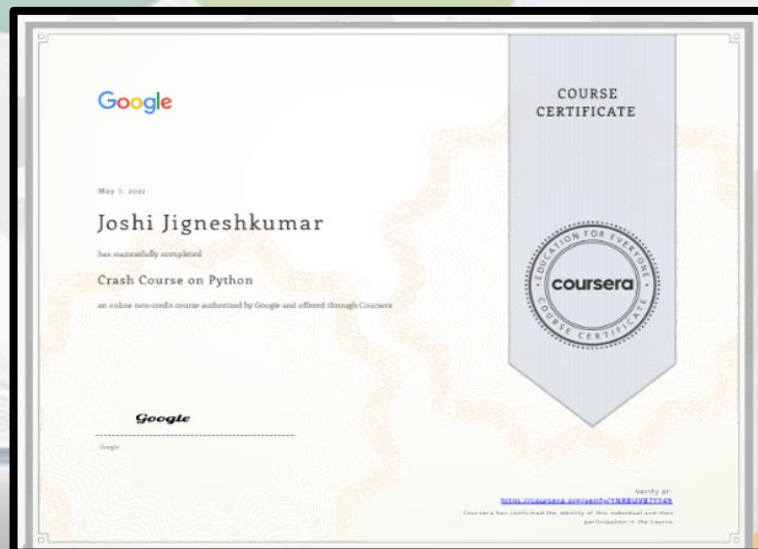 Google
COURSE
CERTIFICATE
May 7, 2022
Joshi Jigneshkumar
has successfully completed
Crash Course on Python
an online non-credit course authorized by Google and offered through Coursera
EDUCATION FOR EVERYONE
coursera
COURSE CERTIFICATE
Google
Google
Verify at:
Coursera has confirmed the identity of this individual and their
participation in the course.